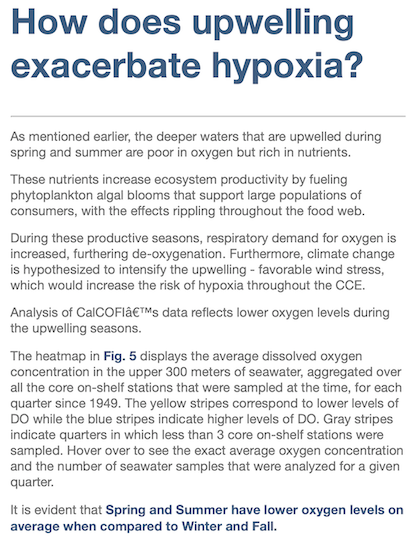 How does upwelling
exacerbate hypoxia?
As mentioned earlier, the deeper waters that are upwelled during
spring and summer are poor in oxygen but rich in nutrients.
These nutrients increase ecosystem productivity by fueling
phytoplankton algal blooms that support large populations of
consumers, with the effects rippling throughout the food web.
During these productive seasons, respiratory demand for oxygen is
increased, furthering de-oxygenation. Furthermore, climate change
is hypothesized to intensify the upwelling - favorable wind stress,
which would increase the risk of hypoxia throughout the CCE.
Analysis of CalCOFIâ€™s data reflects lower oxygen levels during
the upwelling seasons.
The heatmap in Fig. 5 displays the average dissolved oxygen
concentration in the upper 300 meters of seawater, aggregated over
all the core on-shelf stations that were sampled at the time, for each
quarter since 1949. The yellow stripes correspond to lower levels of
DO while the blue stripes indicate higher levels of DO. Gray stripes
indicate quarters in which less than 3 core on-shelf stations were
sampled. Hover over to see the exact average oxygen concentration
and the number of seawater samples that were analyzed for a given
quarter.
It is evident that Spring and Summer have lower oxygen levels on
average when compared to Winter and Fall.